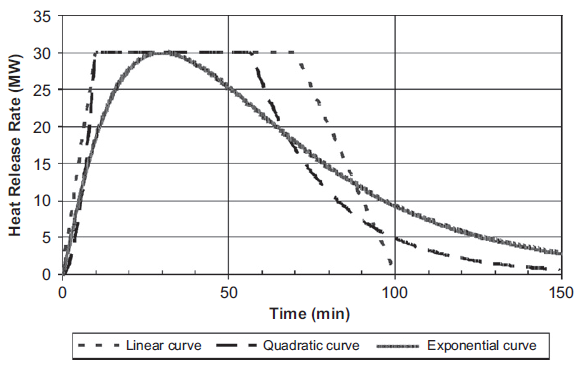 35
30
25
20
15
10
5
0
Heat Release Rate (MW)
0 50 100 150
Time (min)
Linear curve Quadratic curve Exponential curve